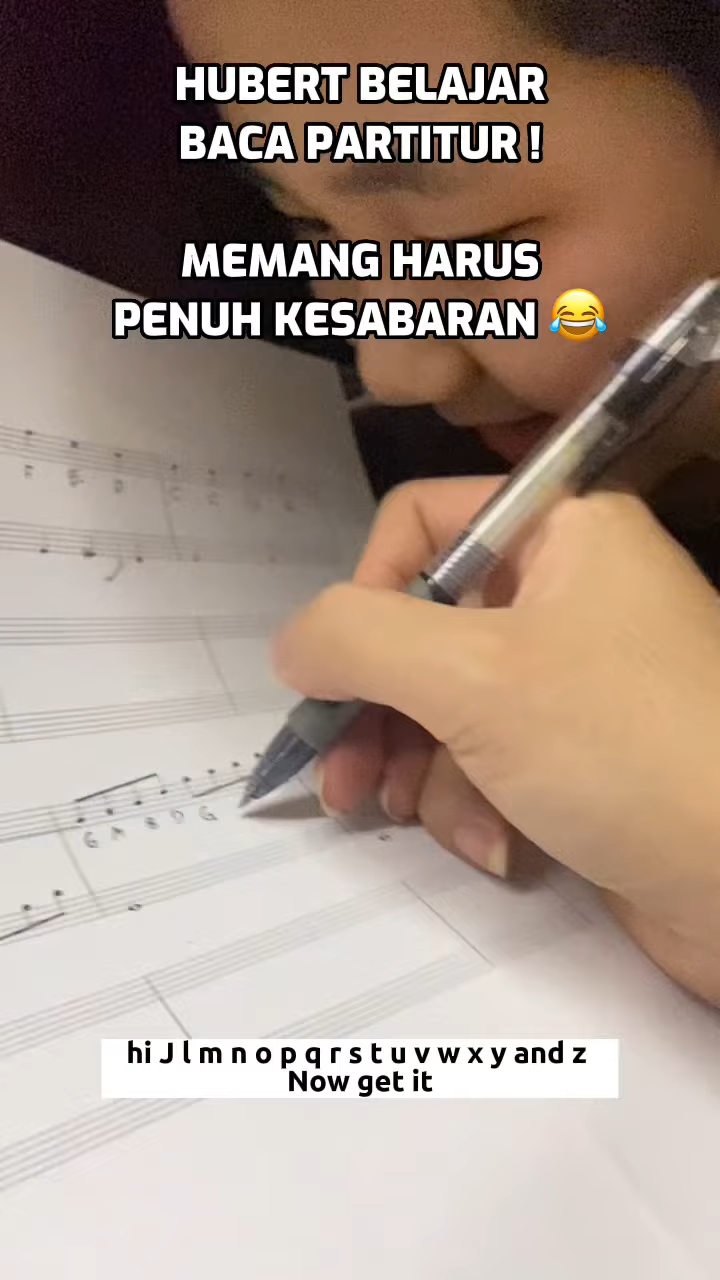 HUBERT BELAJAR
BACA PARTITUR !
MEMANG HARUS
PENUH KESABARAN 😂
G A B D G
hi J l m n o p q r s t u v w x y and z
Now get it